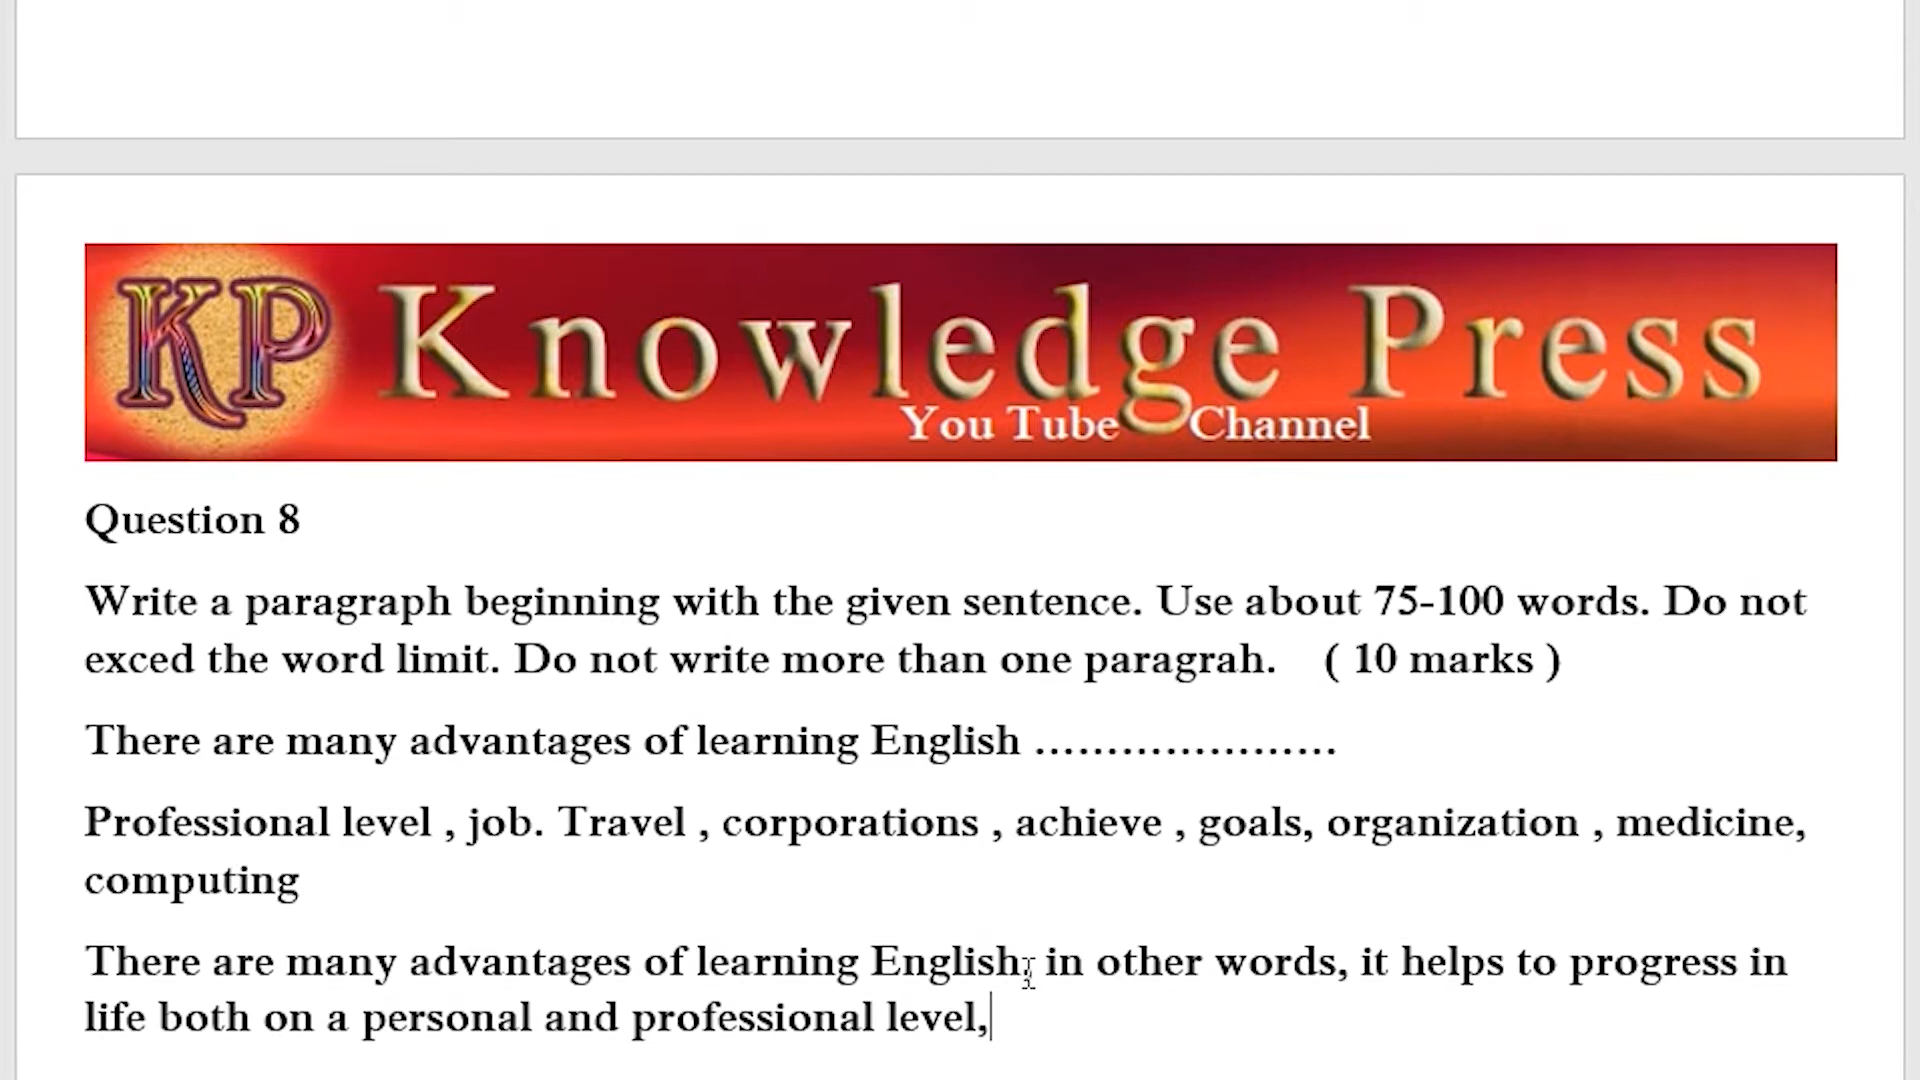 KP Knowledge Press
You Tube Channel
Question 8
Write a paragraph beginning with the given sentence. Use about 75-100 words. Do not
exced the word limit. Do not write more than one paragrah. ( 10 marks )
There are many advantages of learning English .....................
Professional level , job. Travel , corporations , achieve , goals, organization , medicine,
computing
There are many advantages of learning English, in other words, it helps to progress in
life both on a personal and professional level,